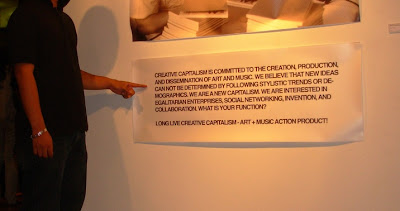 CREATIVE CAPITALISM IS COMMITTED TO THE CREATION, PRODUCTION,
AND DISSEMINATION OF ART AND MUSIC. WE BELIEVE THAT NEW IDEAS
CAN NOT BE DETERMINED BY FOLLOWING STYLISTIC TRENDS OR DE-
MOGRAPHICS. WE ARE A NEW CAPITALISM. WE ARE INTERESTED IN
EGALITARIAN ENTERPRISES, SOCIAL NETWORKING, INVENTION, AND
COLLABORATION. WHAT IS YOUR FUNCTION?
LONG LIVE CREATIVE CAPITALISM - ART + MUSIC ACTION PRODUCT!